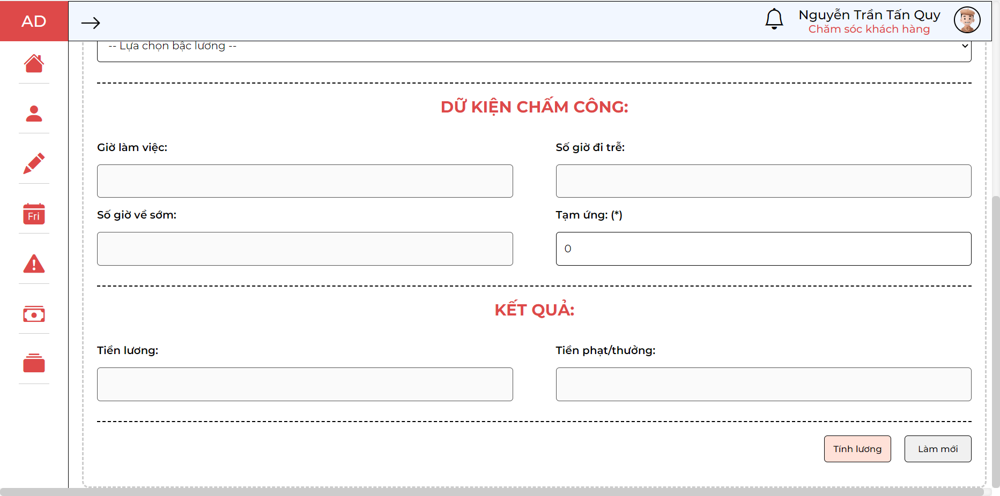 AD
Nguyễn Trần Tấn Quy
Chăm sóc khách hàng
-- Lựa chọn bậc lương --
DỮ KIỆN CHẤM CÔNG:
Giờ làm việc:
Số giờ đi trễ:
Số giờ về sớm:
Tạm ứng: (*)
0
Fri
KẾT QUẢ:
Tiền lương:
Tiền phạt/thưởng:
Tính lương
Làm mới